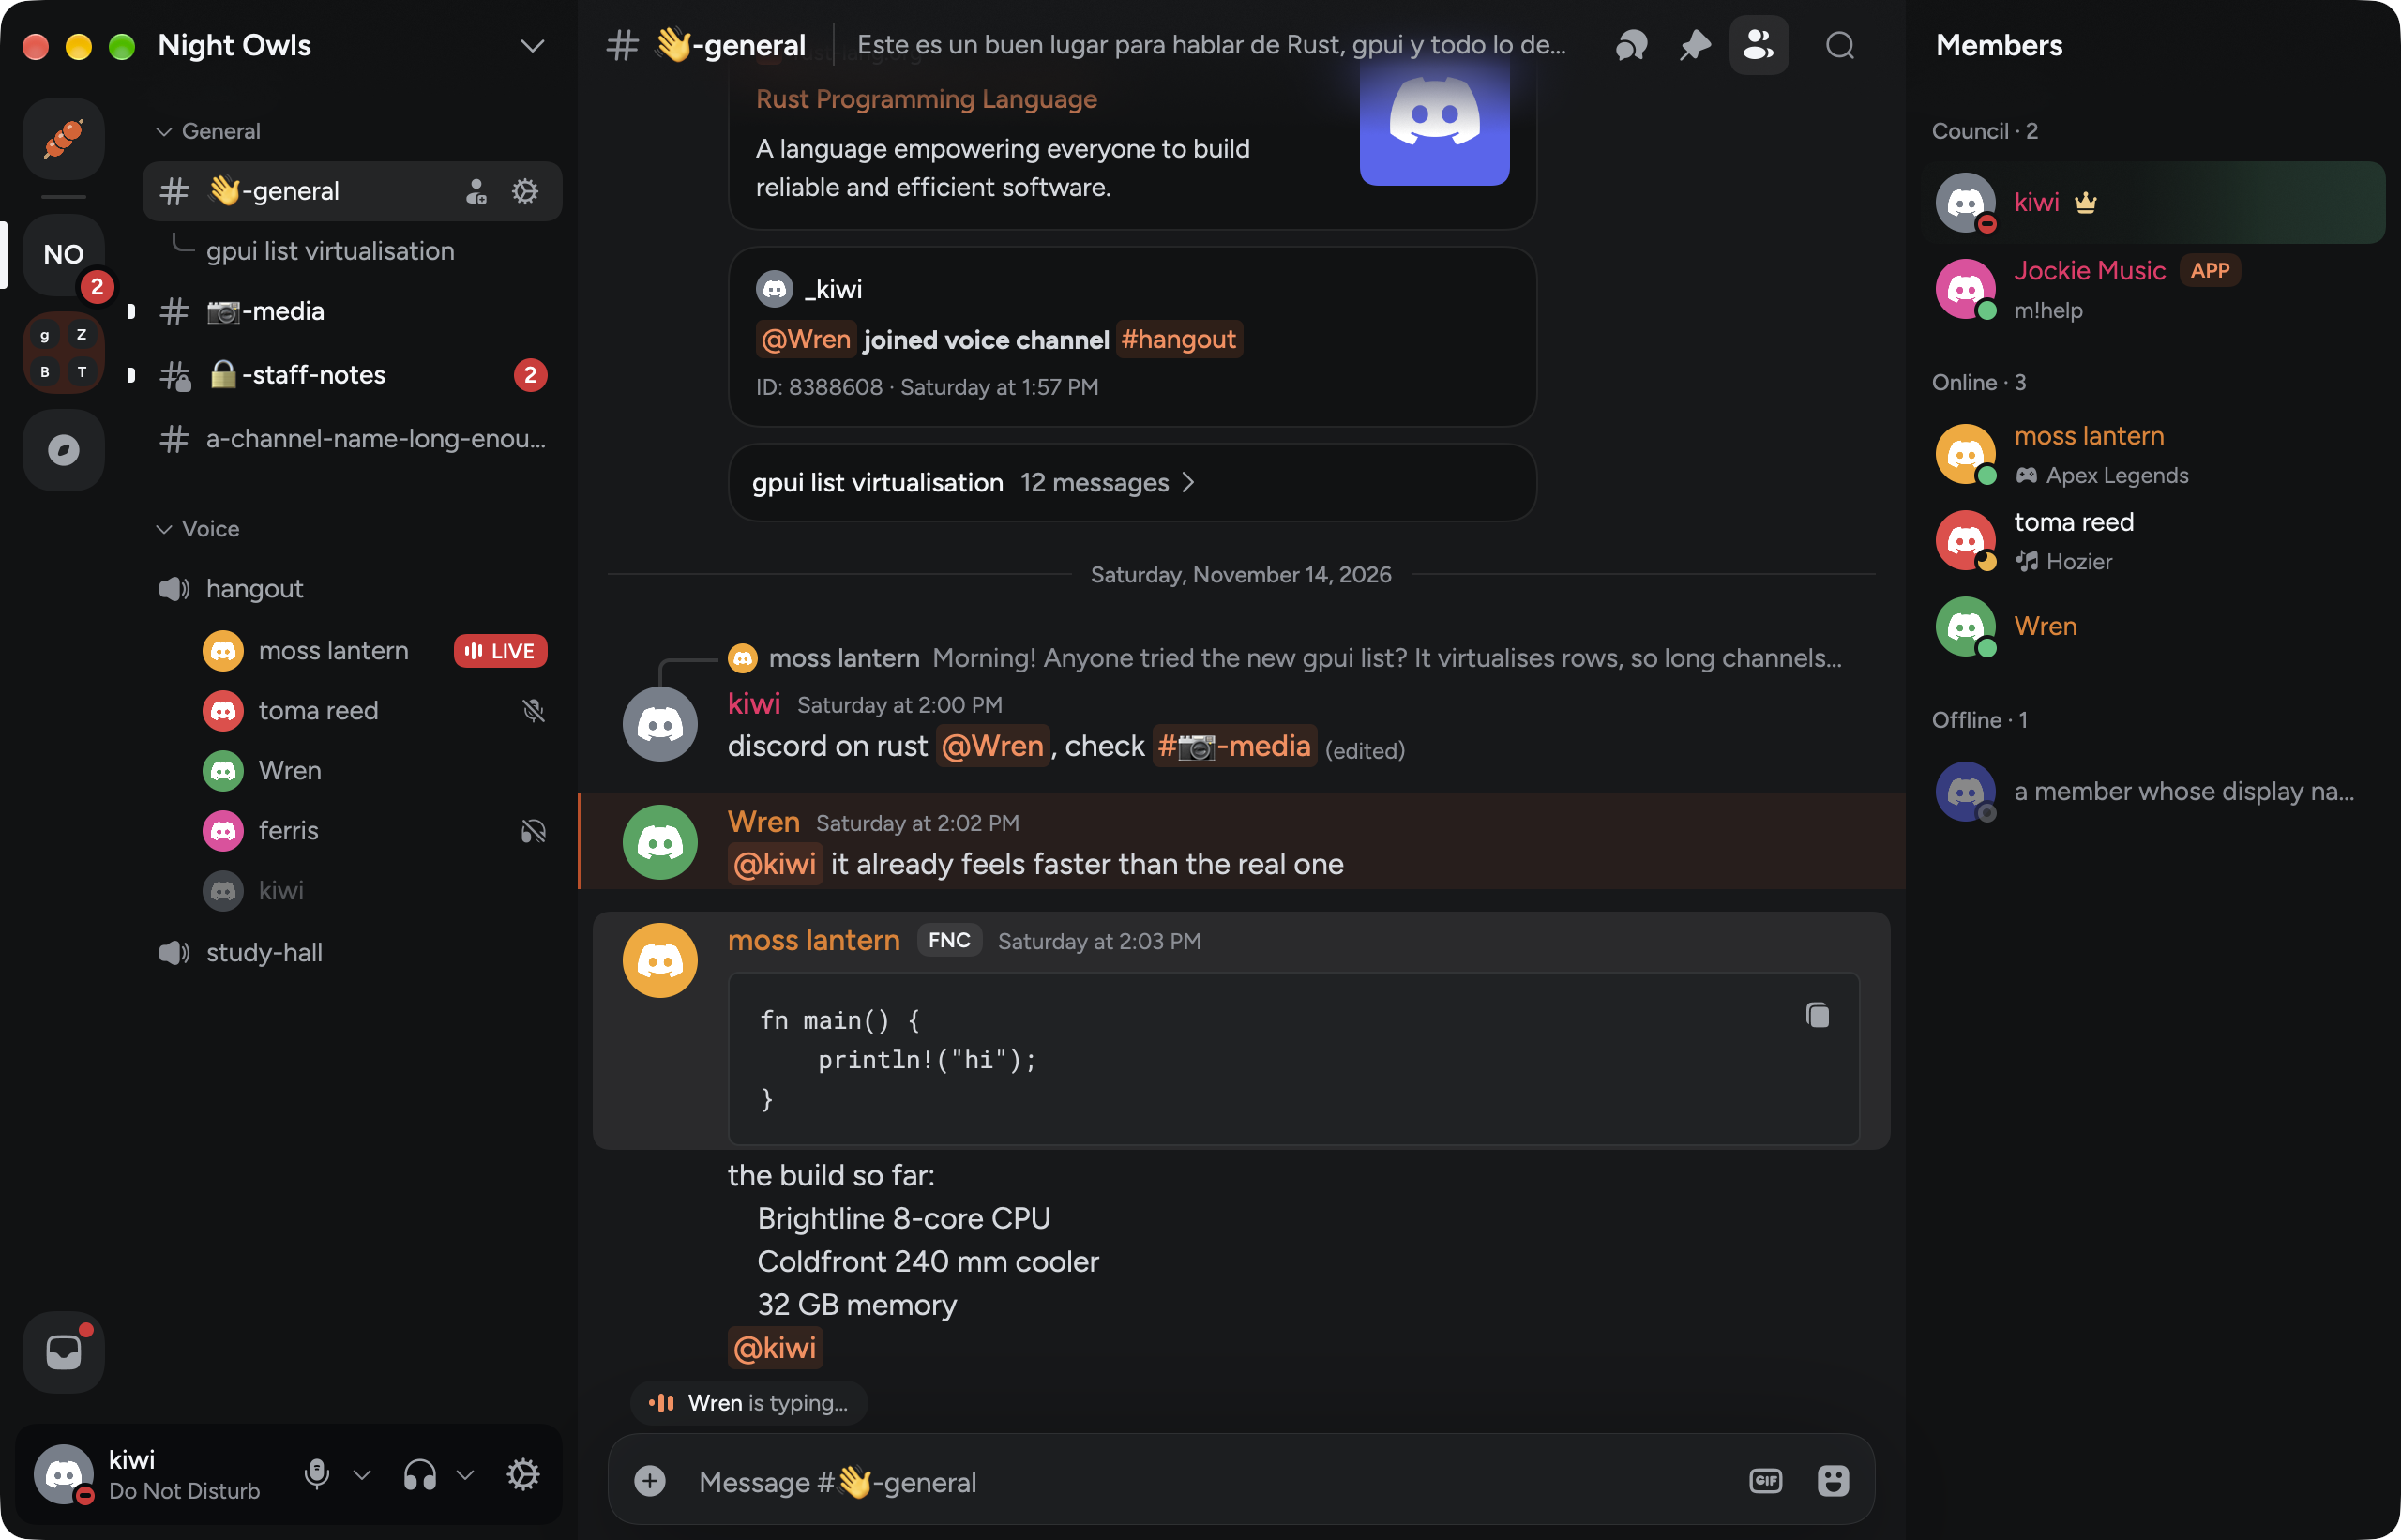 Night Owls
General
👋-general
gpui list virtualisation
📷-media
🔒-staff-notes
2
a-channel-name-long-enou...
Voice
hangout
moss lantern
LIVE
toma reed
Wren
ferris
kiwi
study-hall
NO
2
g
Z
B
T
kiwi
Do Not Disturb
# 👋-general
Este es un buen lugar para hablar de Rust, gpui y todo lo de...
Rust Programming Language
A language empowering everyone to build
reliable and efficient software.
_kiwi
@Wren joined voice channel #hangout
ID: 8388608 · Saturday at 1:57 PM
gpui list virtualisation 12 messages
Saturday, November 14, 2026
moss lantern Morning! Anyone tried the new gpui list? It virtualises rows, so long channels...
kiwi Saturday at 2:00 PM
discord on rust @Wren, check #📷-media (edited)
Wren Saturday at 2:02 PM
@kiwi it already feels faster than the real one
moss lantern FNC Saturday at 2:03 PM
fn main() {
    println!("hi");
}
the build so far:
Brightline 8-core CPU
Coldfront 240 mm cooler
32 GB memory
@kiwi
Wren is typing...
Message #👋-general
GIF
Members
Council · 2
kiwi
Jockie Music APP
m!help
Online · 3
moss lantern
Apex Legends
toma reed
Hozier
Wren
Offline · 1
a member whose display na...